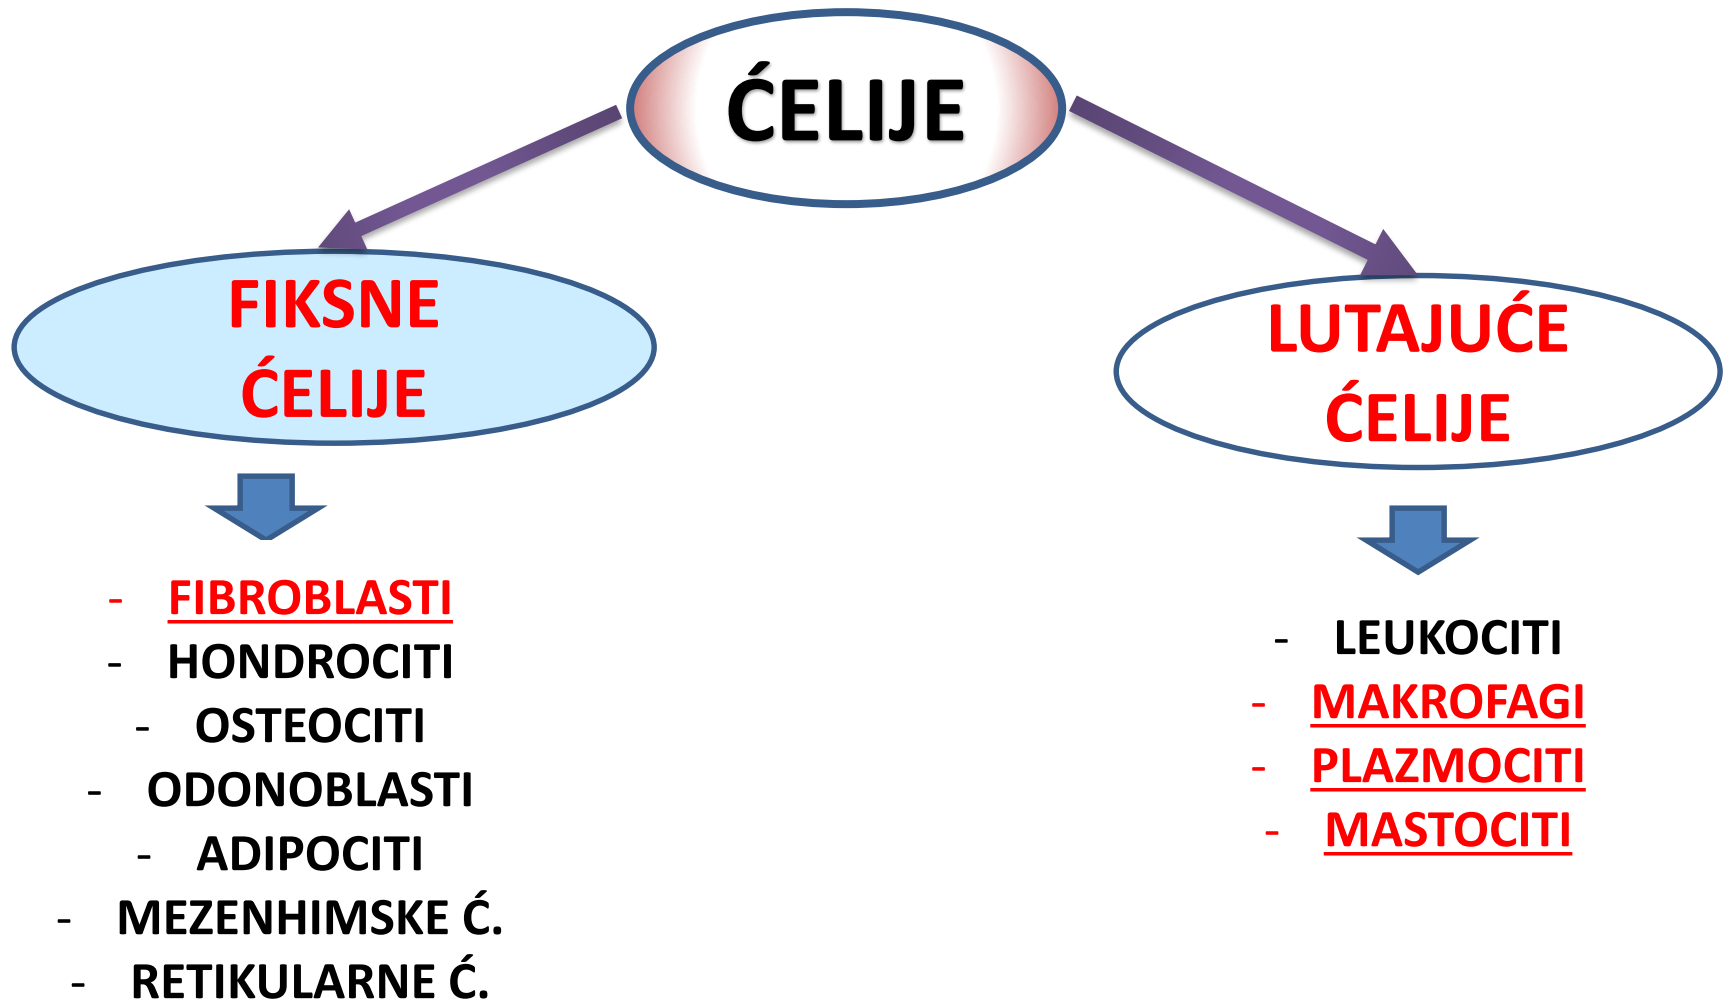 ĆELIJE
FIKSNE
ĆELIJE
- FIBROBLASTI
- HONDROCITI
- OSTEOCITI
- ODONOBLASTI
- ADIPOCITI
- MEZENHIMSKE Ć.
- RETIKULARNE Ć.
LUTAJUĆE
ĆELIJE
- LEUKOCITI
- MAKROFAGI
- PLAZMOCITI
- MASTOCITI